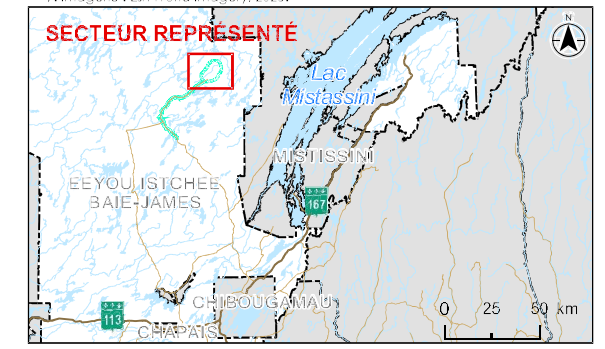 SECTEUR REPRÉSENTÉ
N
Lac
Mistassini
MISTISSINI
EEYOU ISTCHEE
BAIE-JAMES
167
CHIBOUGAMAU
0 25 50 km
113
CHAPAIS